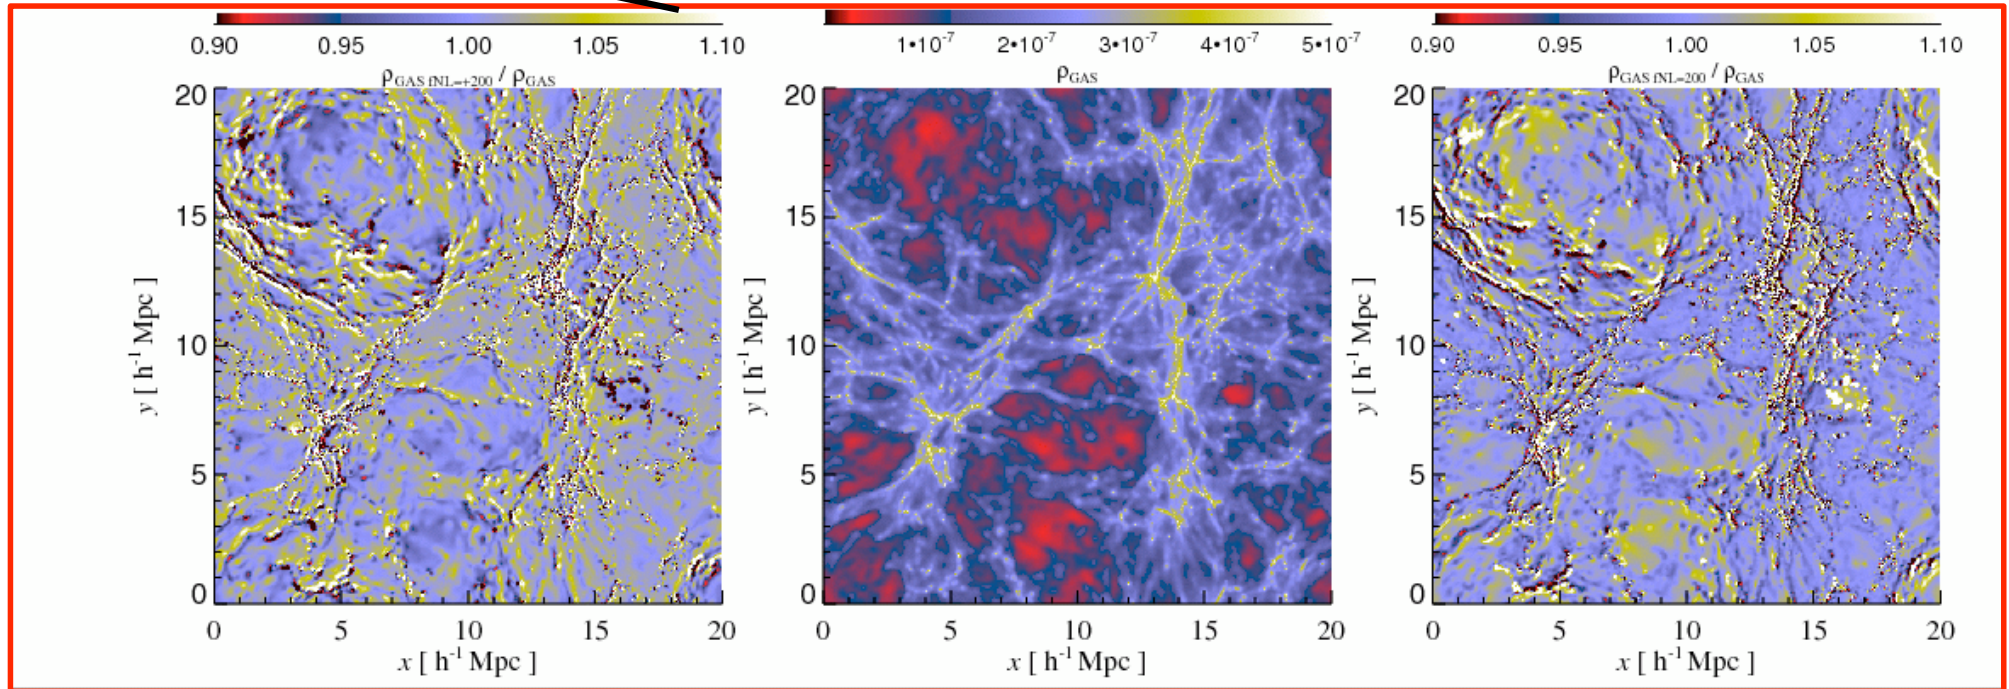 0.90 0.95 1.00 1.05 1.10
ρGAS fNL=+200 / ρGAS
20
15
10
5
0
0 5 10 15 20
y [ h⁻¹ Mpc ]
x [ h⁻¹ Mpc ]
1•10⁻⁷ 2•10⁻⁷ 3•10⁻⁷ 4•10⁻⁷ 5•10⁻⁷
ρGAS
20
15
10
5
0
0 5 10 15 20
y [ h⁻¹ Mpc ]
x [ h⁻¹ Mpc ]
0.90 0.95 1.00 1.05 1.10
ρGAS fNL=-200 / ρGAS
20
15
10
5
0
0 5 10 15 20
y [ h⁻¹ Mpc ]
x [ h⁻¹ Mpc ]